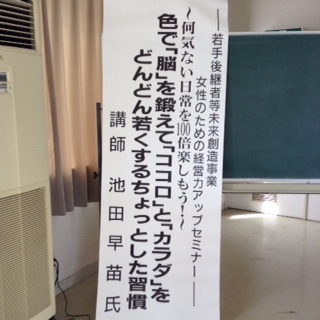 ―若手後継者等未来創造事業
女性のための経営力アップセミナー―
〜何気ない日常を100倍楽しもう!〜
色で「脳」を鍛えて「ココロ」と「カラダ」を
どんどん若くするちょっとした習慣
講師 池田早苗氏